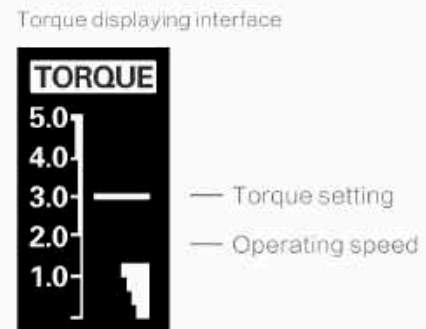 Torque displaying interface
TORQUE
5.0
4.0
3.0
Torque setting
2.0
Operating speed
1.0